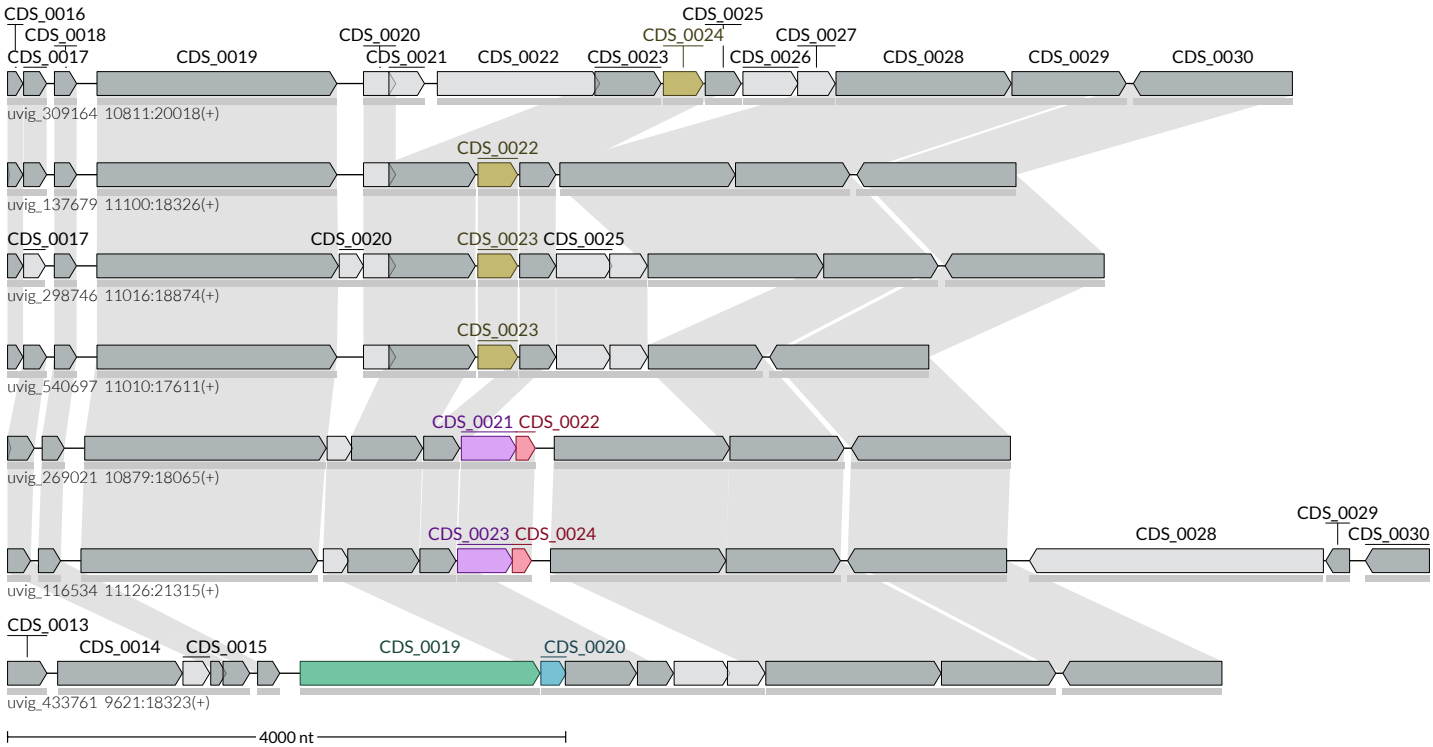 CDS_0016 CDS_0025
CDS_0018 CDS_0020 CDS_0024 CDS_0027
CDS_0017 CDS_0019 CDS_0021 CDS_0022 CDS_0023 CDS_0026 CDS_0028 CDS_0029 CDS_0030
uvig_309164 10811:20018(+)
CDS_0022
uvig_137679 11100:18326(+)
CDS_0017 CDS_0020 CDS_0023 CDS_0025
uvig_298746 11016:18874(+)
CDS_0023
uvig_540697 11010:17611(+)
CDS_0021 CDS_0022
uvig_269021 10879:18065(+)
CDS_0029
CDS_0023 CDS_0024 CDS_0028 CDS_0030
uvig_116534 11126:21315(+)
CDS_0013
CDS_0014 CDS_0015 CDS_0019 CDS_0020
uvig_433761 9621:18323(+)
4000 nt